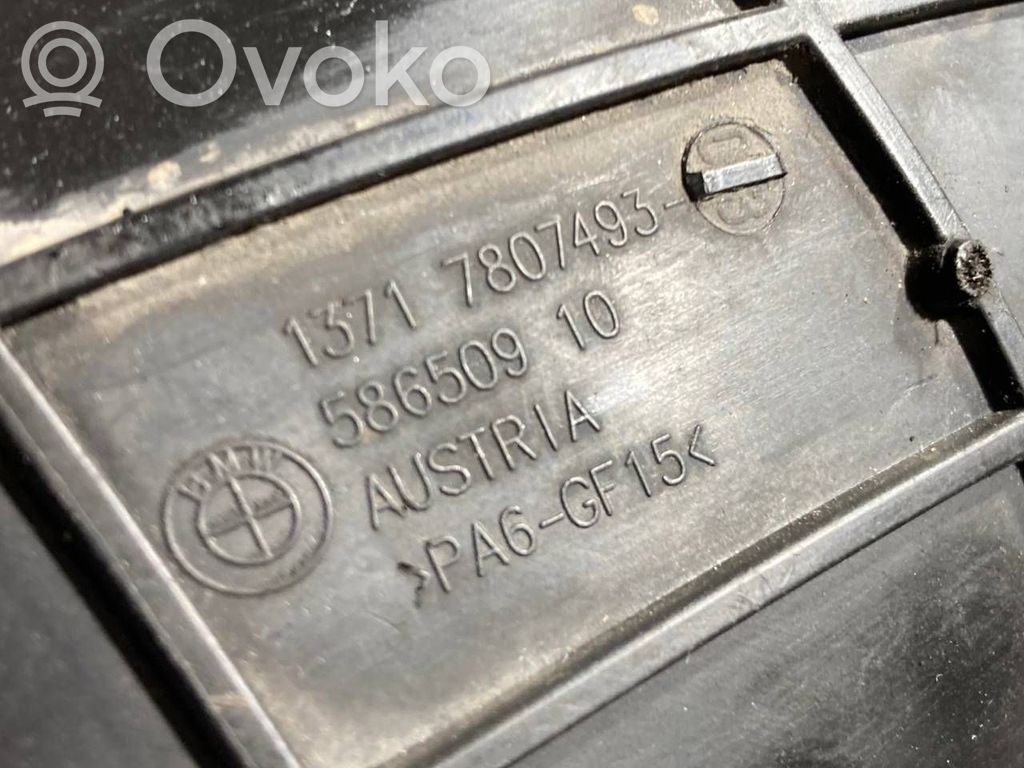 Ovoko
1371 7807493-
586509 10
AUSTRIA
>PA6-GF15<
BMW